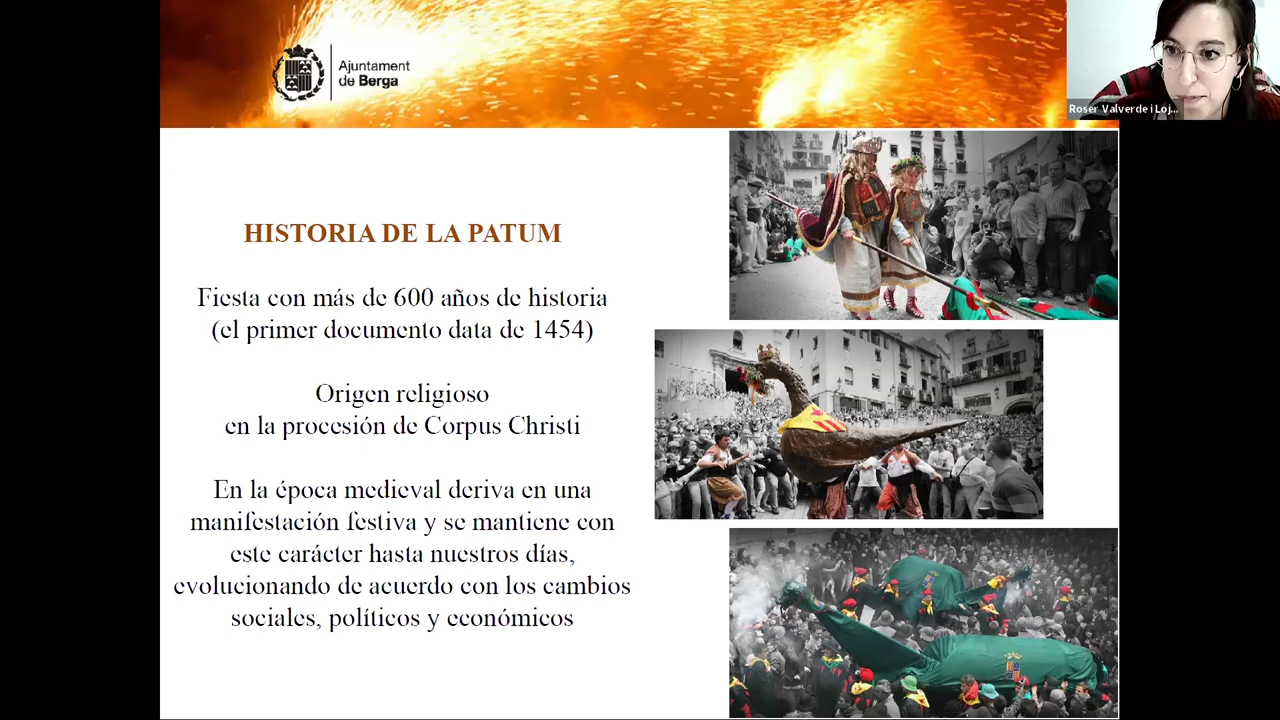 Ajuntament
de Berga
Roser Valverde i Loj...
HISTORIA DE LA PATUM
Fiesta con más de 600 años de historia
(el primer documento data de 1454)
Origen religioso
en la procesión de Corpus Christi
En la época medieval deriva en una
manifestación festiva y se mantiene con
este carácter hasta nuestros días,
evolucionando de acuerdo con los cambios
sociales, políticos y económicos